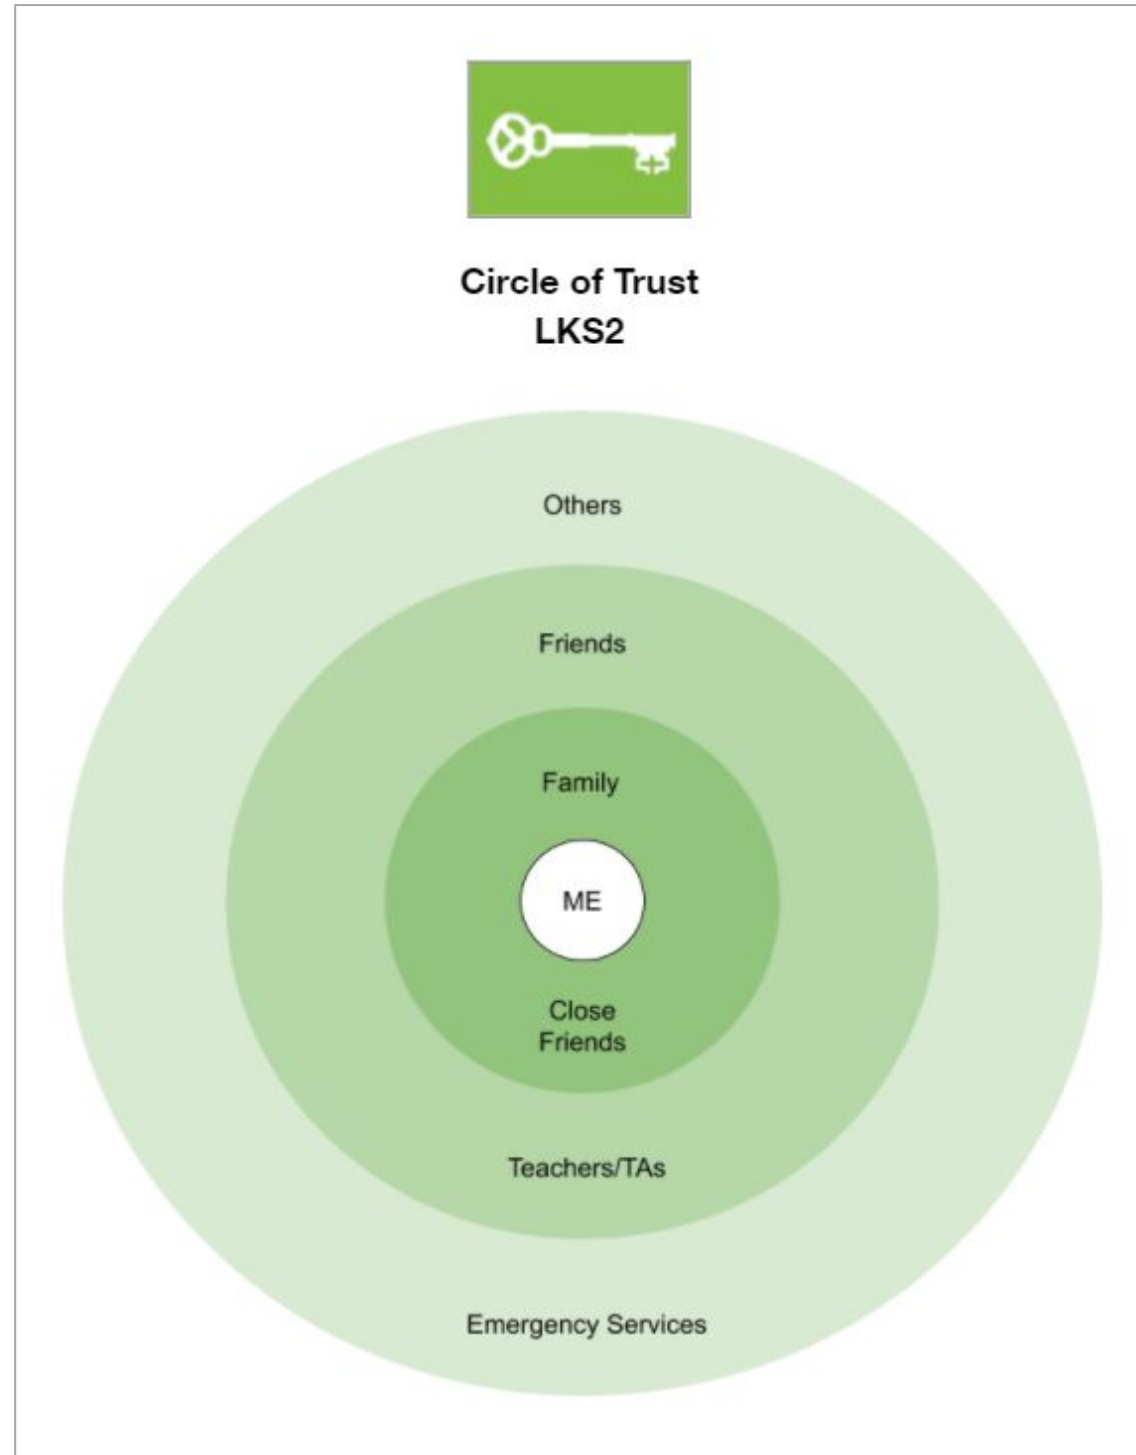 Circle of Trust
LKS2
Others
Friends
Family
ME
Close
Friends
Teachers/TAs
Emergency Services